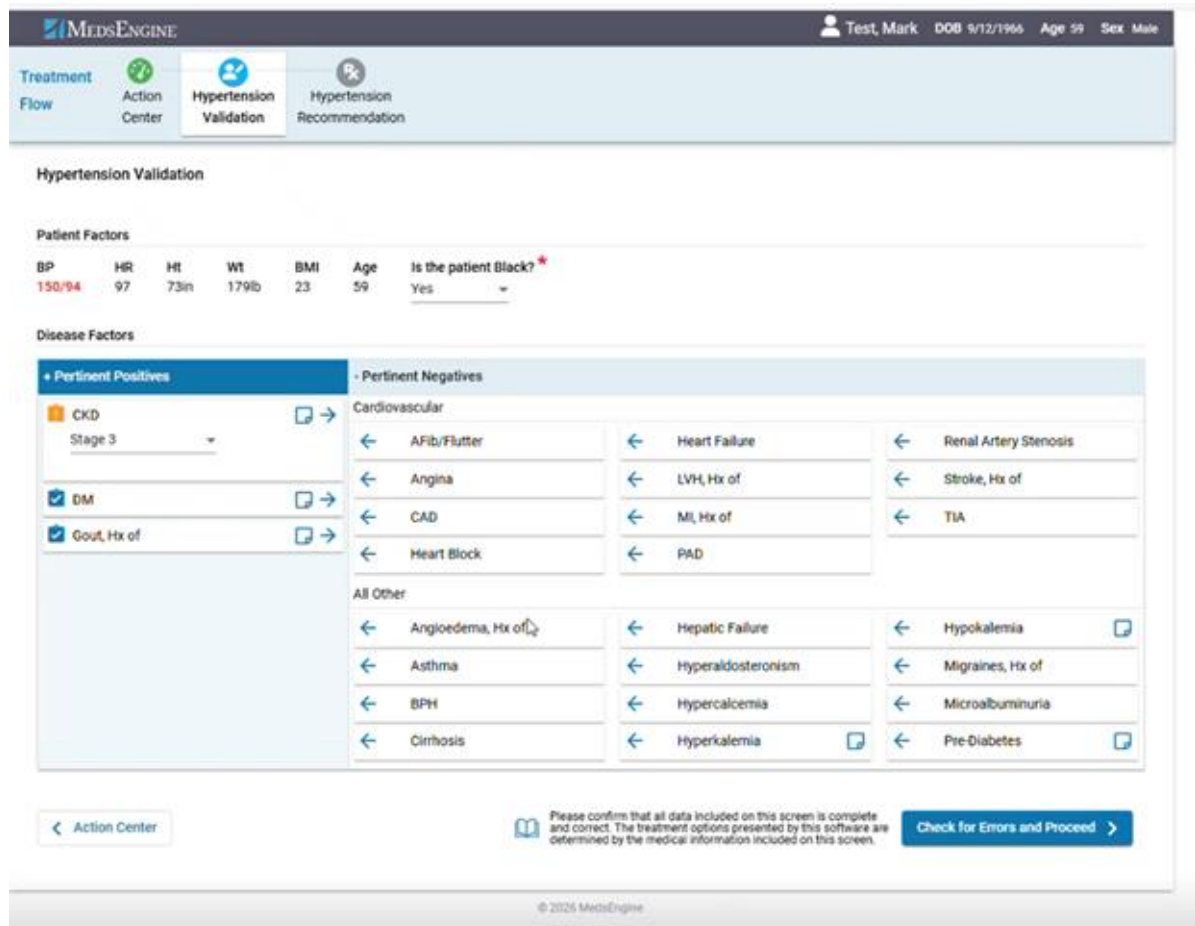 MEDSENGINE Test, Mark DOB 9/12/1966 Age 59 Sex Male
Treatment Flow
Action Center
Hypertension Validation
Hypertension Recommendation
Hypertension Validation
Patient Factors
BP HR Ht Wt BMI Age Is the patient Black? *
150/94 97 73in 179lb 23 59 Yes
Disease Factors
+ Pertinent Positives
CKD
Stage 3
DM
Gout, Hx of
- Pertinent Negatives
Cardiovascular
AFib/Flutter Heart Failure Renal Artery Stenosis
Angina LVH, Hx of Stroke, Hx of
CAD MI, Hx of TIA
Heart Block PAD
All Other
Angioedema, Hx of Hepatic Failure Hypokalemia
Asthma Hyperaldosteronism Migraines, Hx of
BPH Hypercalcemia Microalbuminuria
Cirrhosis Hyperkalemia Pre-Diabetes
Action Center
Please confirm that all data included on this screen is complete
and correct. The treatment options presented by this software are
determined by the medical information included on this screen.
Check for Errors and Proceed
© 2026 MedsEngine